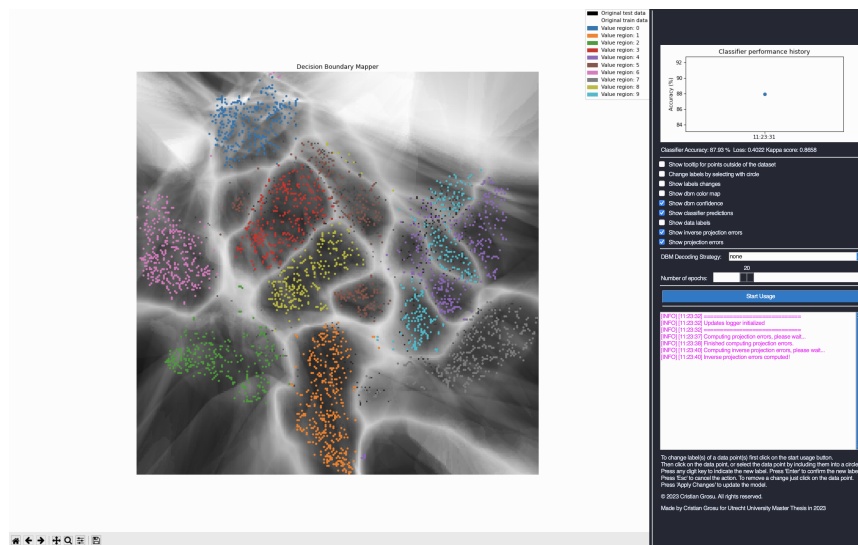 Original test data
Original train data
Value region: 0
Value region: 1
Value region: 2
Value region: 3
Value region: 4
Value region: 5
Value region: 6
Value region: 7
Value region: 8
Value region: 9
Decision Boundary Mapper
Classifier performance history
92
90
88
86
84
Accuracy (%)
11:23:31
Classifier Accuracy: 87.93 % Loss: 0.4022 Kappa score: 0.8658
Show tooltip for points outside of the dataset
Change labels by selecting with circle
Show labels changes
Show dbm color map
Show dbm confidence
Show classifier predictions
Show data labels
Show inverse projection errors
Show projection errors
DBM Decoding Strategy: none
20
Number of epochs:
Start Usage
[INFO] [11:23:32] ==============================
[INFO] [11:23:32] Updates logger initialized
[INFO] [11:23:32] ==============================
[INFO] [11:23:37] Computing projection errors, please wait...
[INFO] [11:23:38] Finished computing projection errors.
[INFO] [11:23:40] Computing inverse projection errors, please wait...
[INFO] [11:23:40] Inverse projection errors computed!
To change label(s) of a data point(s) first click on the start usage button.
Then click on the data point, or select the data point by including them into a circle
Press any digit key to indicate the new label. Press 'Enter' to confirm the new labe
Press 'Esc' to cancel the action. To remove a change just click on the data point.
Press 'Apply Changes' to update the model.
© 2023 Cristian Grosu. All rights reserved.
Made by Cristian Grosu for Utrecht University Master Thesis in 2023